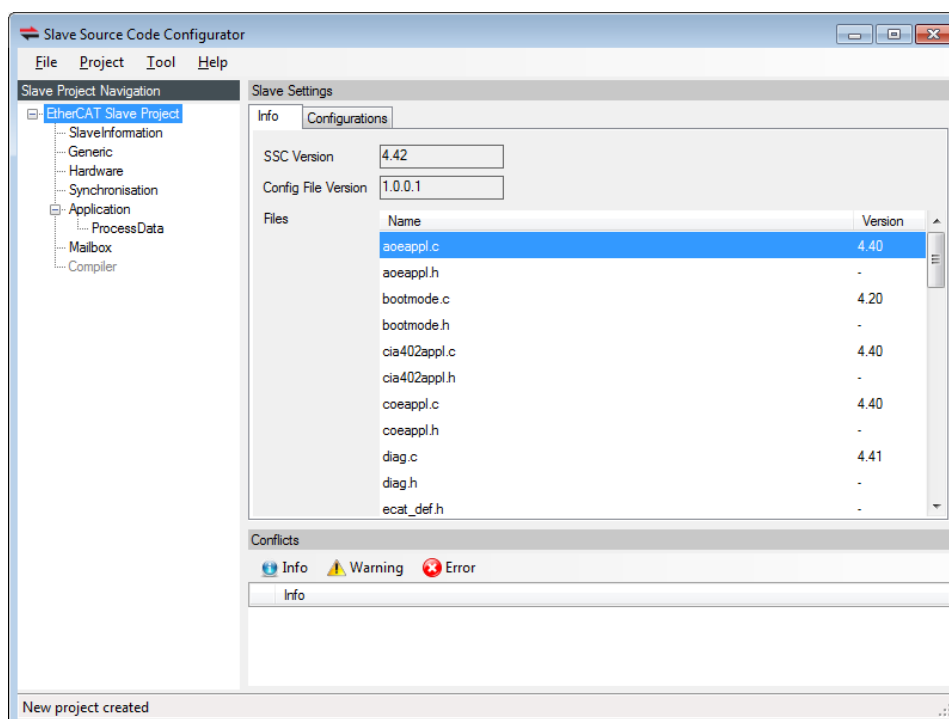 Slave Source Code Configurator
File Project Tool Help
Slave Project Navigation
EtherCAT Slave Project
SlaveInformation
Generic
Hardware
Synchronisation
Application
ProcessData
Mailbox
Compiler
Slave Settings
Info Configurations
SSC Version 4.42
Config File Version 1.0.0.1
Files Name Version
aoeappl.c 4.40
aoeappl.h -
bootmode.c 4.20
bootmode.h -
cia402appl.c 4.40
cia402appl.h -
coeappl.c 4.40
coeappl.h -
diag.c 4.41
diag.h -
ecat_def.h -
Conflicts
Info Warning Error
Info
New project created